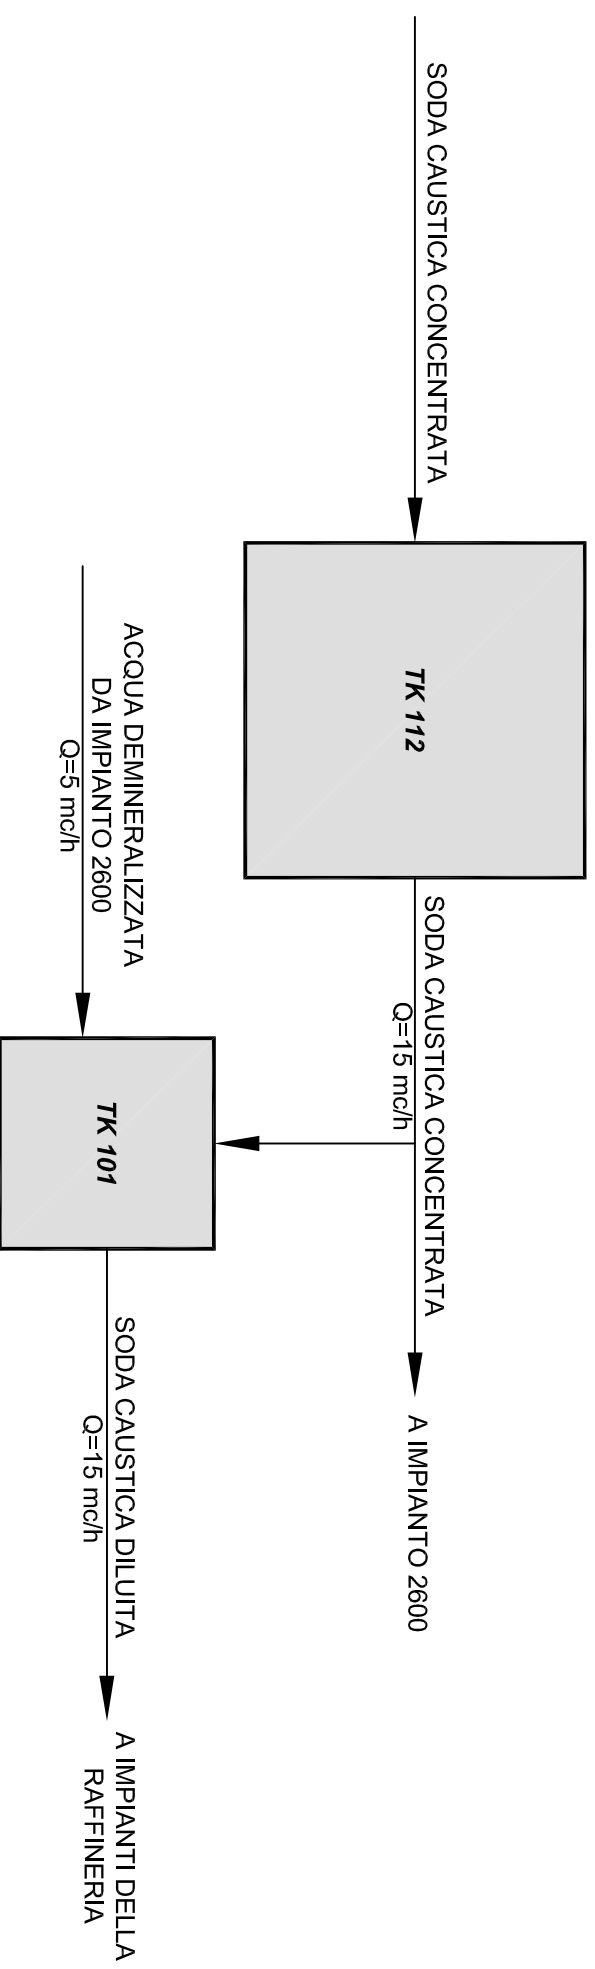 SODA CAUSTICA CONCENTRATA
TK 112
SODA CAUSTICA CONCENTRATA
Q=15 mc/h
A IMPIANTO 2600
ACQUA DEMINERALIZZATA
DA IMPIANTO 2600
Q=5 mc/h
TK 101
SODA CAUSTICA DILUITA
Q=15 mc/h
A IMPIANTI DELLA
RAFFINERIA